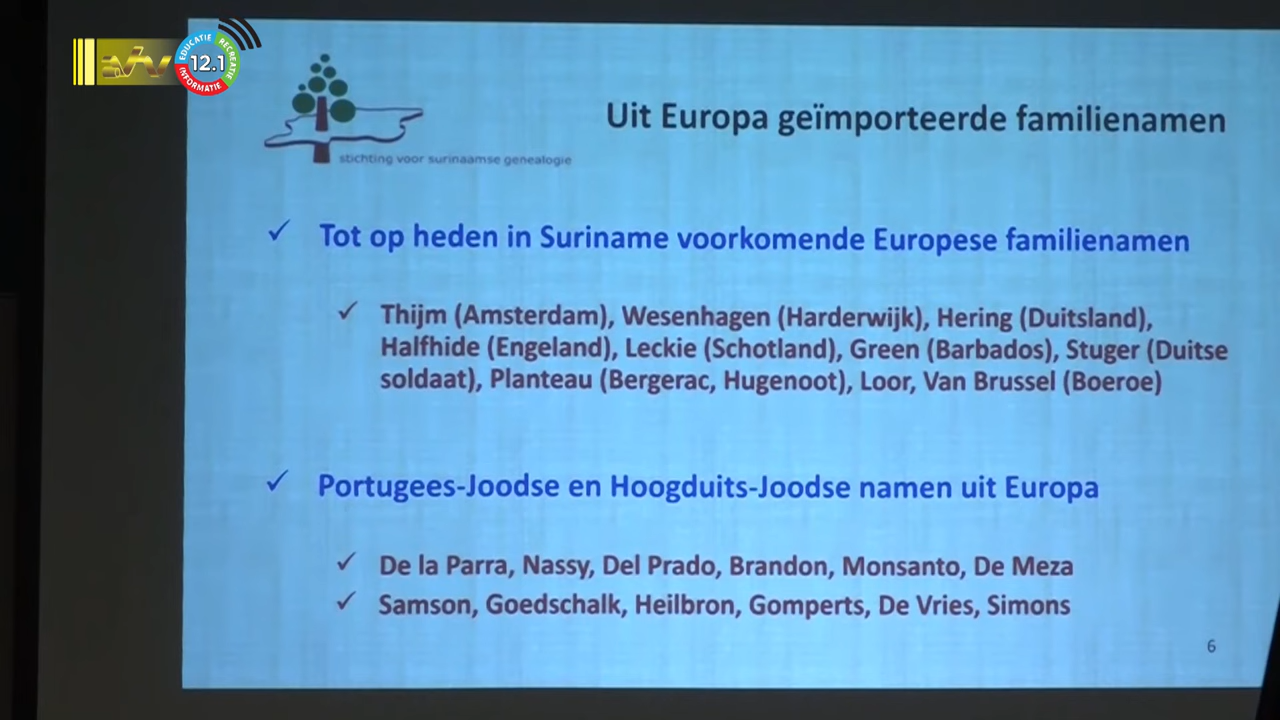 EDUCATIE
RECREATIE
INFORMATIE
12.1
stichting voor surinaamse genealogie
Uit Europa geïmporteerde familienamen
✓ Tot op heden in Suriname voorkomende Europese familienamen
✓ Thijm (Amsterdam), Wesenhagen (Harderwijk), Hering (Duitsland),
Halfhide (Engeland), Leckie (Schotland), Green (Barbados), Stuger (Duitse
soldaat), Planteau (Bergerac, Hugenoot), Loor, Van Brussel (Boeroe)
✓ Portugees-Joodse en Hoogduits-Joodse namen uit Europa
✓ De la Parra, Nassy, Del Prado, Brandon, Monsanto, De Meza
✓ Samson, Goedschalk, Heilbron, Gomperts, De Vries, Simons
6